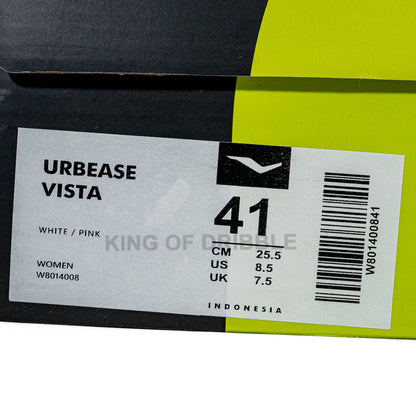 URBEASE
VISTA
WHITE / PINK
WOMEN
W8014008
41
CM 25.5
US 8.5
UK 7.5
INDONESIA
W801400841
KING OF DRIBBLE